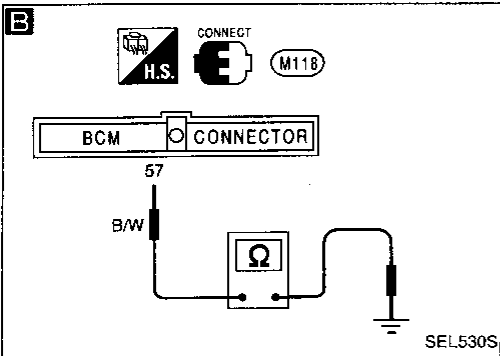 B
CONNECT
H.S.
M118
BCM CONNECTOR
57
B/W
Ω
SEL530S